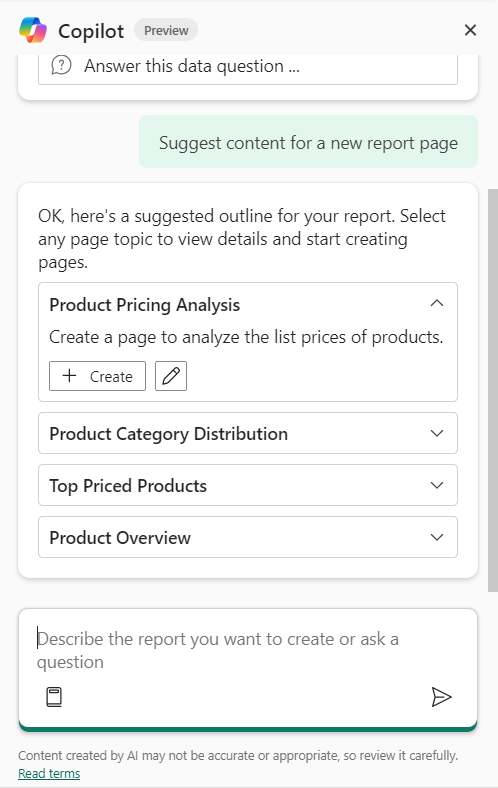 Copilot Preview
Answer this data question ...
Suggest content for a new report page
OK, here's a suggested outline for your report. Select
any page topic to view details and start creating
pages.
Product Pricing Analysis
Create a page to analyze the list prices of products.
Create
Product Category Distribution
Top Priced Products
Product Overview
Describe the report you want to create or ask a
question
Content created by AI may not be accurate or appropriate, so review it carefully.
Read terms